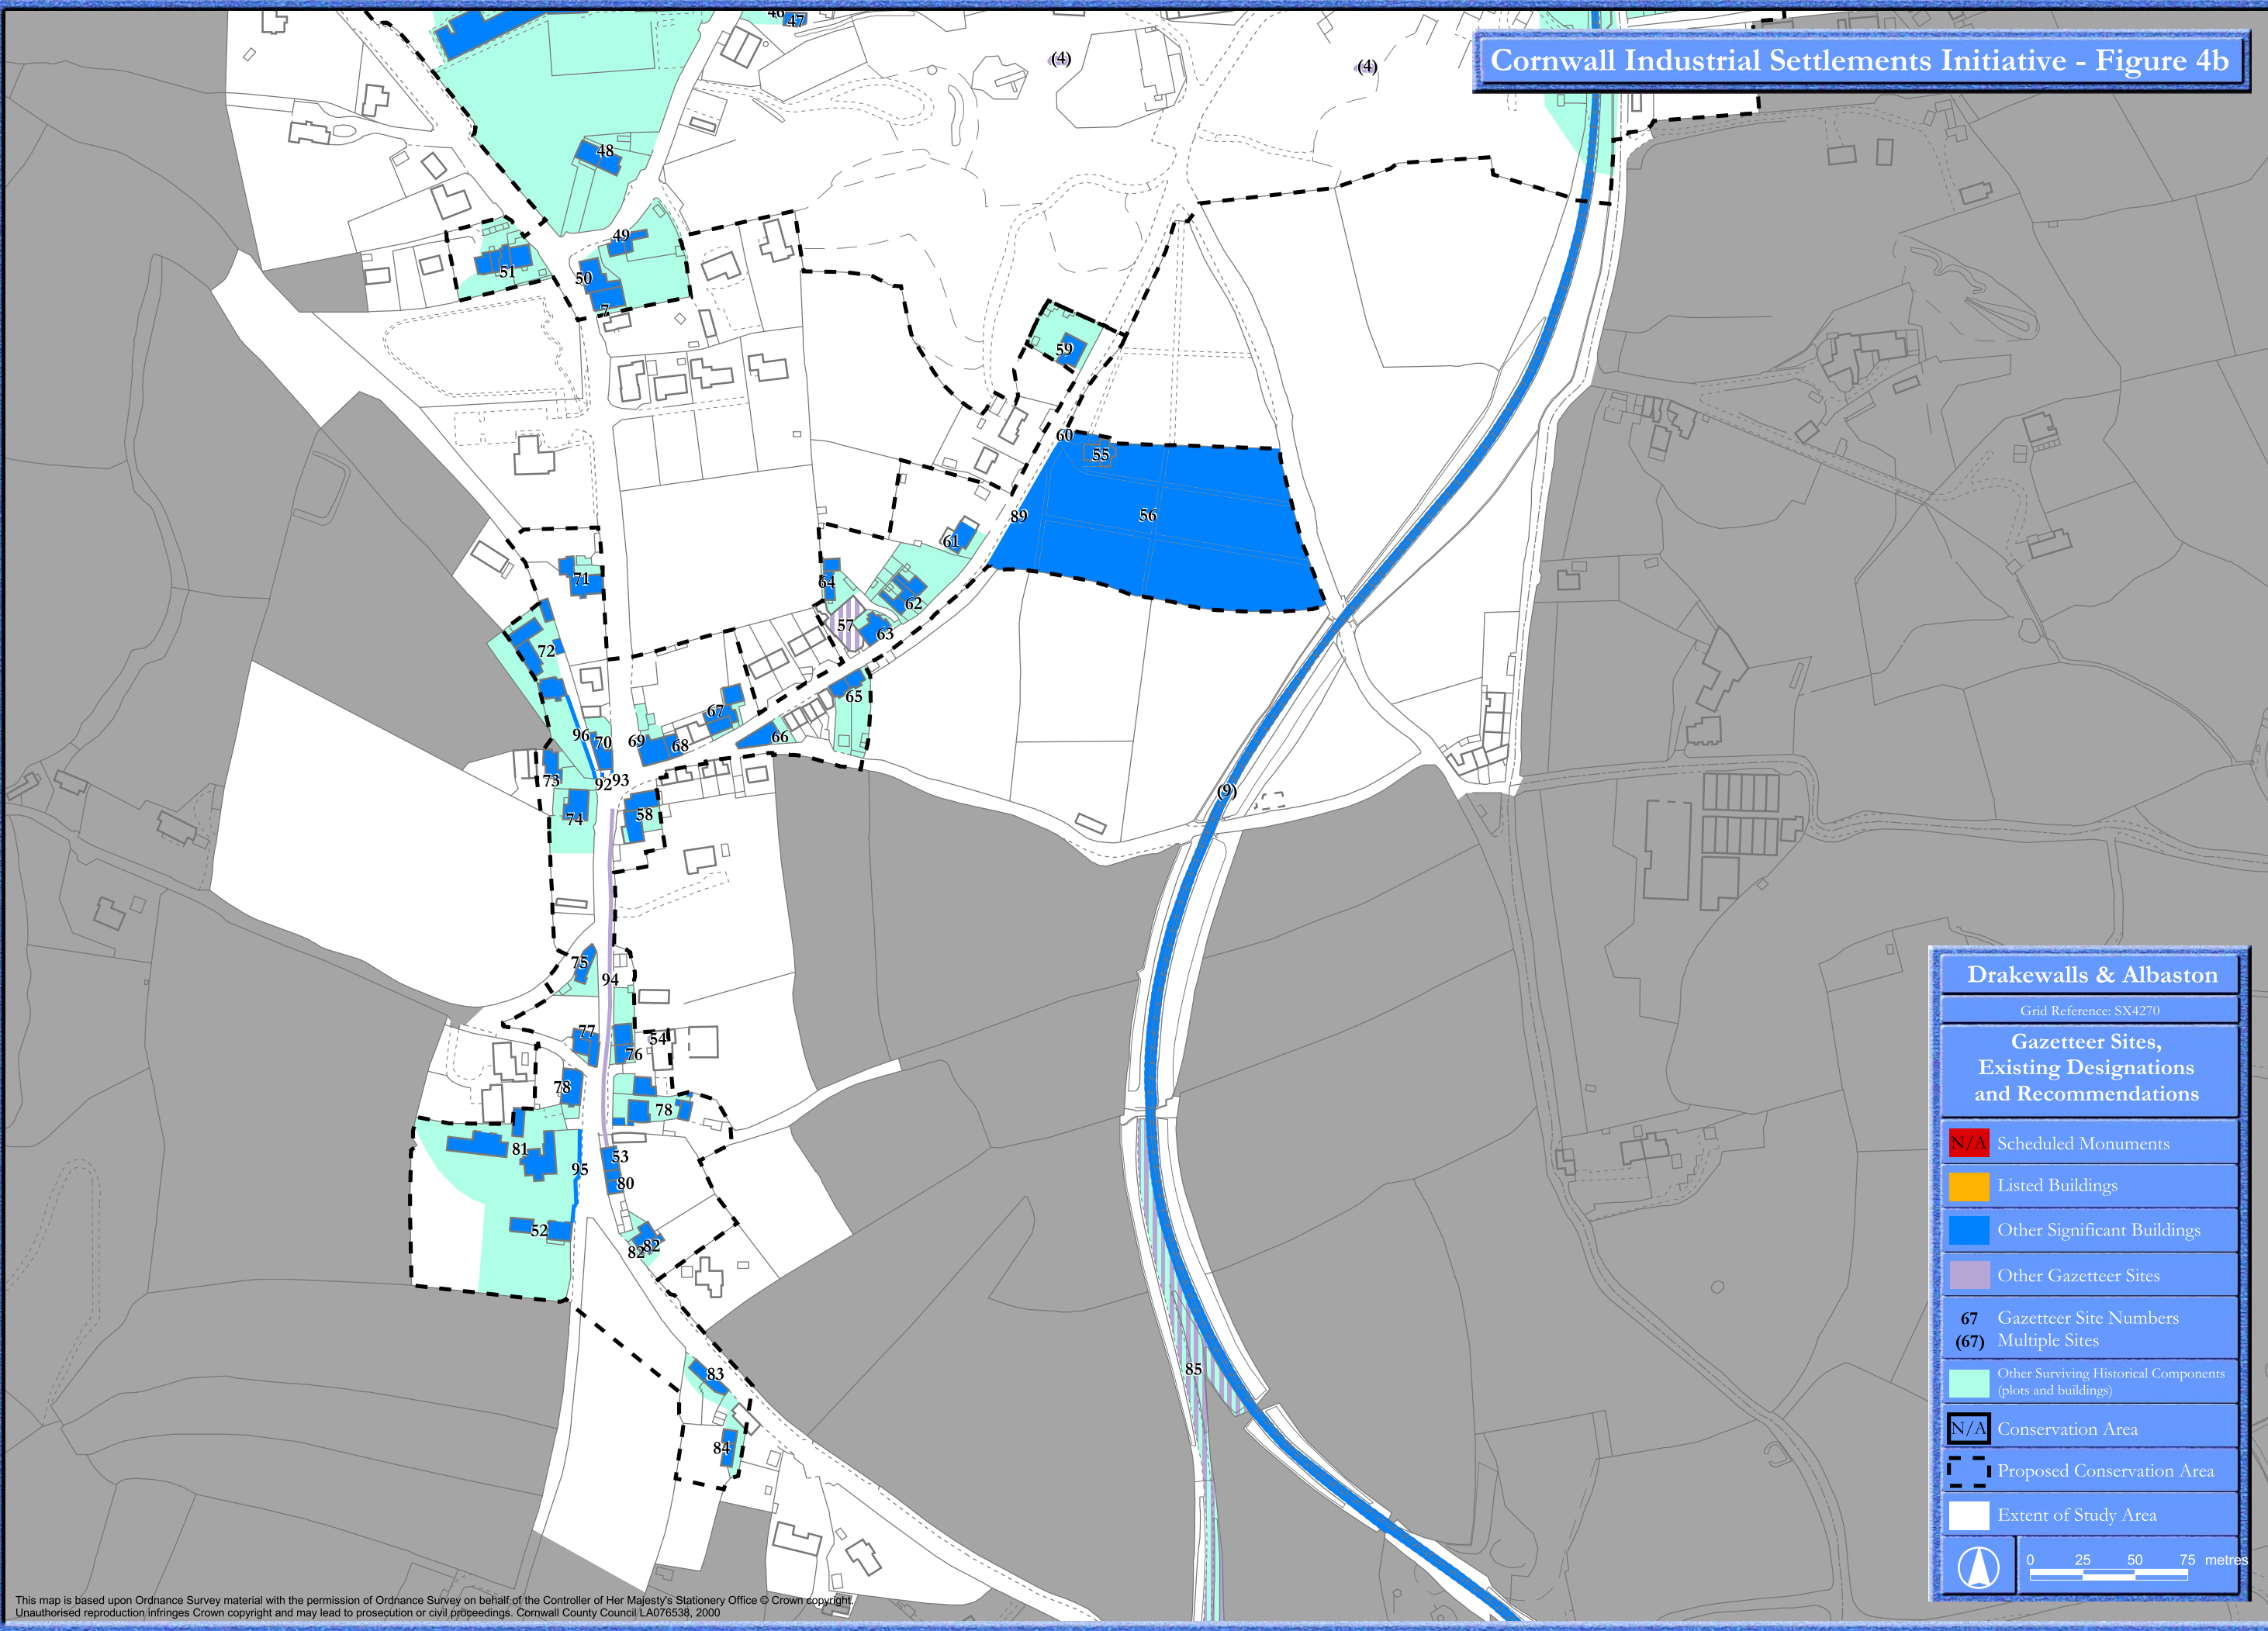 46
47
(4)
(4)
Cornwall Industrial Settlements Initiative - Figure 4b
48
49
51
50
7
59
60
55
89
56
61
64
62
57
63
71
72
65
67
66
96
70
69
68
73
92
93
74
58
(9)
75
94
77
76
54
78
78
81
95
53
80
52
82
82
83
84
85
Drakewalls & Albaston
Grid Reference: SX4270
Gazetteer Sites,
Existing Designations
and Recommendations
N/A Scheduled Monuments
Listed Buildings
Other Significant Buildings
Other Gazetteer Sites
67 Gazetteer Site Numbers
(67) Multiple Sites
Other Surviving Historical Components
(plots and buildings)
N/A Conservation Area
Proposed Conservation Area
Extent of Study Area
0 25 50 75 metres
This map is based upon Ordnance Survey material with the permission of Ordnance Survey on behalf of the Controller of Her Majesty's Stationery Office © Crown copyright.
Unauthorised reproduction infringes Crown copyright and may lead to prosecution or civil proceedings. Cornwall County Council LA076538, 2000